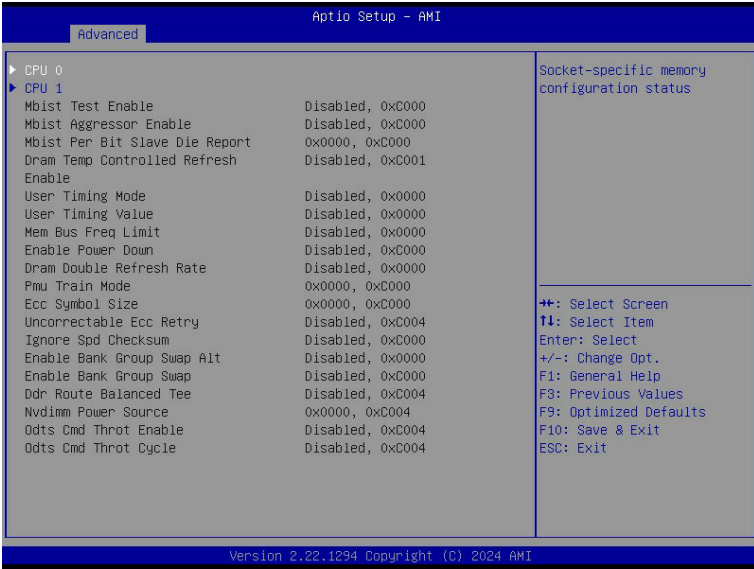 Aptio Setup - AMI
Advanced
CPU 0
CPU 1
Mbist Test Enable Disabled, 0xC000
Mbist Aggressor Enable Disabled, 0xC000
Mbist Per Bit Slave Die Report 0x0000, 0xC000
Dram Temp Controlled Refresh Disabled, 0xC001
Enable
User Timing Mode Disabled, 0x0000
User Timing Value Disabled, 0x0000
Mem Bus Freq Limit Disabled, 0x0000
Enable Power Down Disabled, 0xC000
Dram Double Refresh Rate Disabled, 0x0000
Pmu Train Mode 0x0000, 0xC000
Ecc Symbol Size 0x0000, 0xC000
Uncorrectable Ecc Retry Disabled, 0xC004
Ignore Spd Checksum Disabled, 0xC000
Enable Bank Group Swap Alt Disabled, 0x0000
Enable Bank Group Swap Disabled, 0xC000
Ddr Route Balanced Tee Disabled, 0xC004
Nvdimm Power Source 0x0000, 0xC004
Odts Cmd Throt Enable Disabled, 0xC004
Odts Cmd Throt Cycle Disabled, 0xC004
Socket-specific memory
configuration status
→←: Select Screen
↑↓: Select Item
Enter: Select
+/-: Change Opt.
F1: General Help
F3: Previous Values
F9: Optimized Defaults
F10: Save & Exit
ESC: Exit
Version 2.22.1294 Copyright (C) 2024 AMI